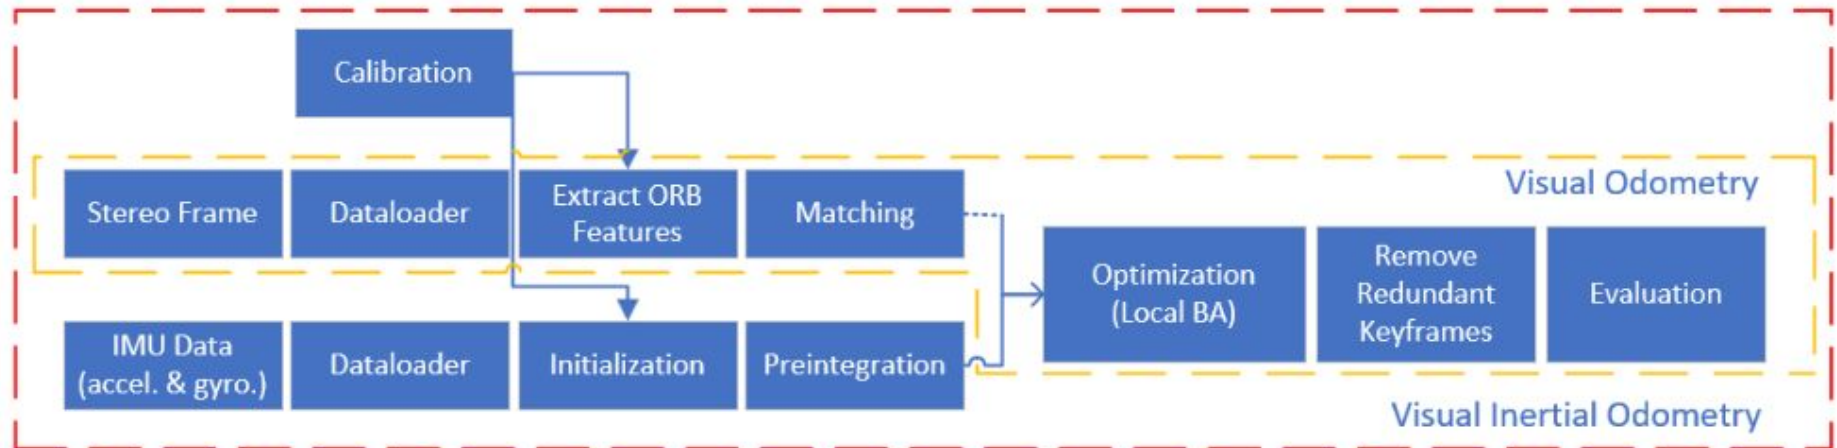 Calibration
Visual Odometry
Stereo Frame
Dataloader
Extract ORB
Features
Matching
Optimization
(Local BA)
Remove
Redundant
Keyframes
Evaluation
IMU Data
(accel. & gyro.)
Dataloader
Initialization
Preintegration
Visual Inertial Odometry